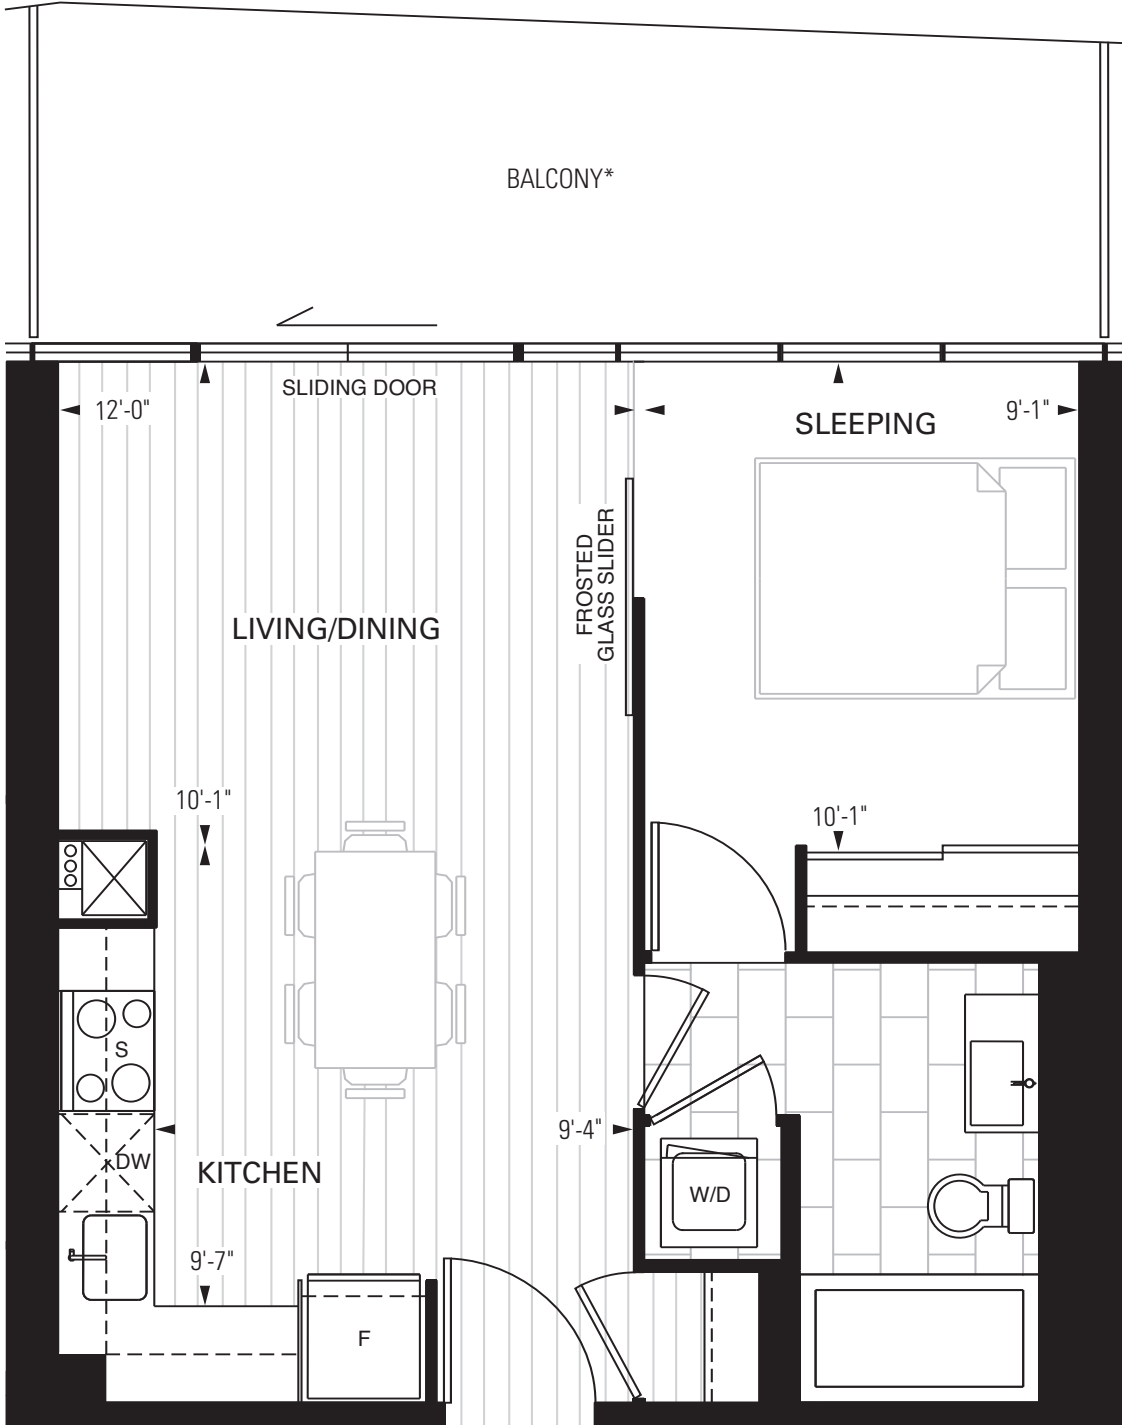 BALCONY*
SLIDING DOOR
12'-0"
SLEEPING
9'-1"
FROSTED
GLASS SLIDER
LIVING/DINING
10'-1"
10'-1"
S
9'-4"
DW
KITCHEN
W/D
9'-7"
F